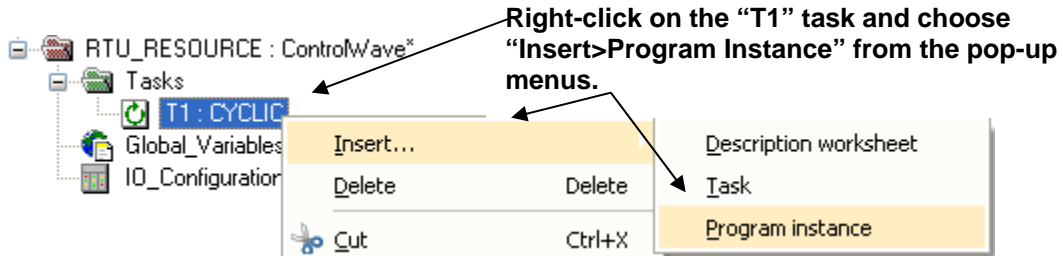 Right-click on the “T1” task and choose
“Insert>Program Instance” from the pop-up
menus.
RTU_RESOURCE : ControlWave*
Tasks
T1 : CYCLIC
Global_Variables
IO_Configuration
Insert...
Delete Delete
Cut Ctrl+X
Description worksheet
Task
Program instance